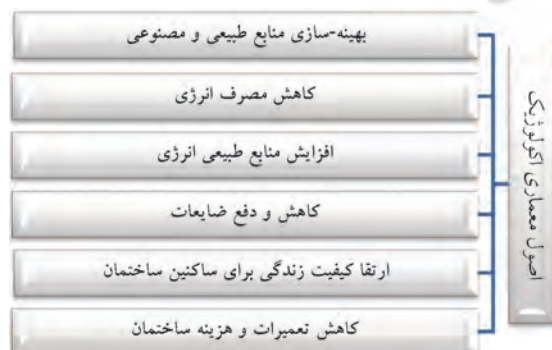 اصول معماری اکولوژیک
بهینه-سازی منابع طبیعی و مصنوعی
کاهش مصرف انرژی
افزایش منابع طبیعی انرژی
کاهش و دفع ضایعات
ارتقا کیفیت زندگی برای ساکنین ساختمان
کاهش تعمیرات و هزینه ساختمان